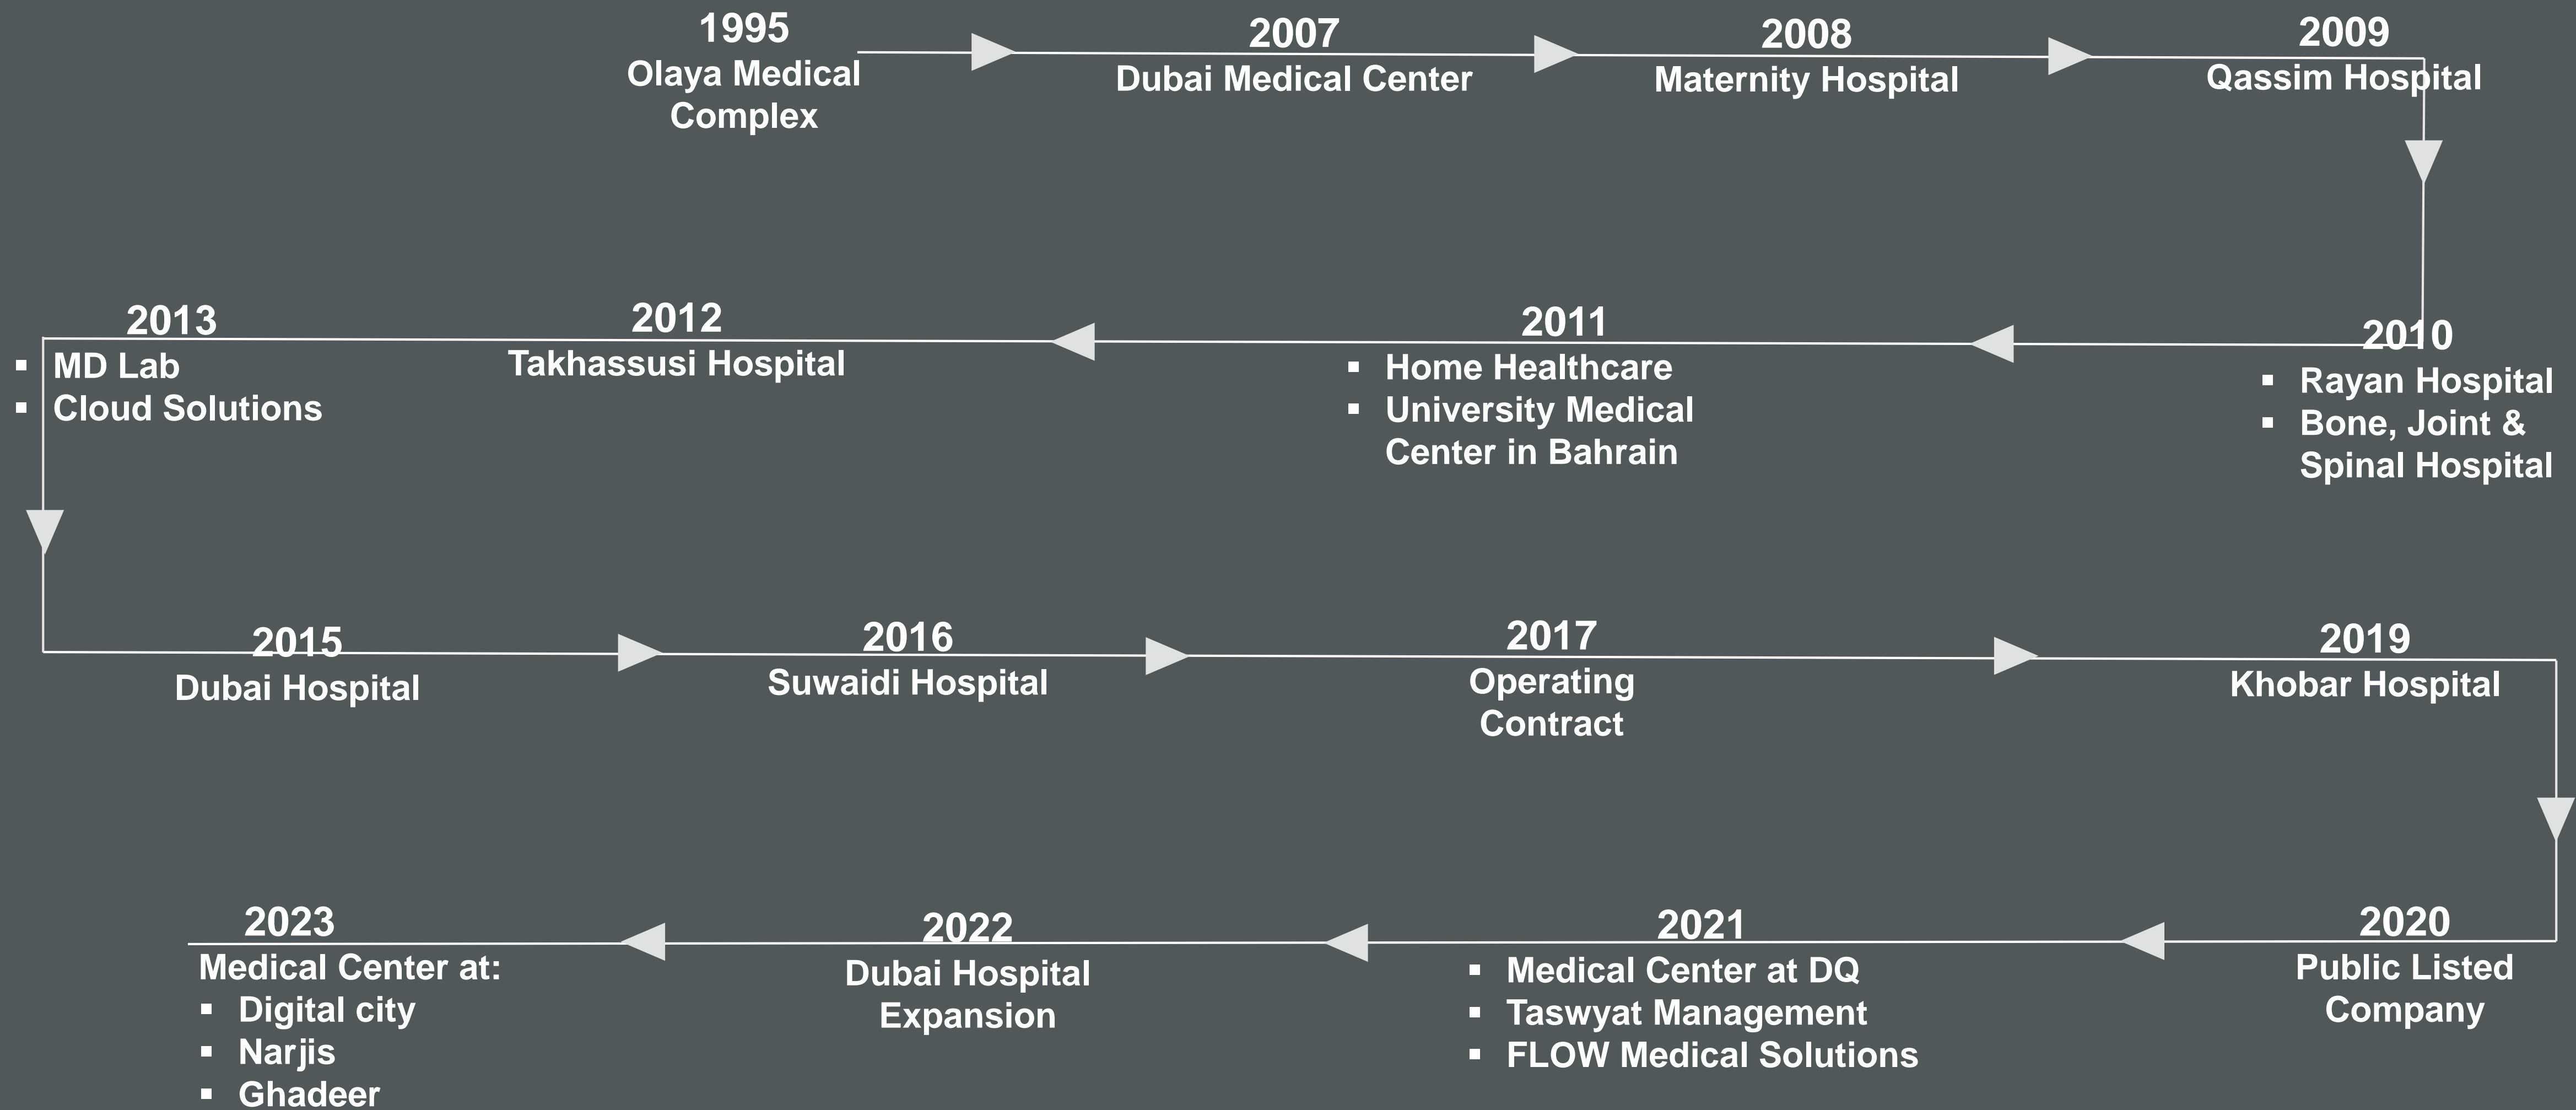 1995
Olaya Medical
Complex
2007
Dubai Medical Center
2008
Maternity Hospital
2009
Qassim Hospital
2010
▪ Rayan Hospital
▪ Bone, Joint &
Spinal Hospital
2011
▪ Home Healthcare
▪ University Medical
Center in Bahrain
2012
Takhassusi Hospital
2013
▪ MD Lab
▪ Cloud Solutions
2015
Dubai Hospital
2016
Suwaidi Hospital
2017
Operating
Contract
2019
Khobar Hospital
2020
Public Listed
Company
2021
▪ Medical Center at DQ
▪ Taswyat Management
▪ FLOW Medical Solutions
2022
Dubai Hospital
Expansion
2023
Medical Center at:
▪ Digital city
▪ Narjis
▪ Ghadeer